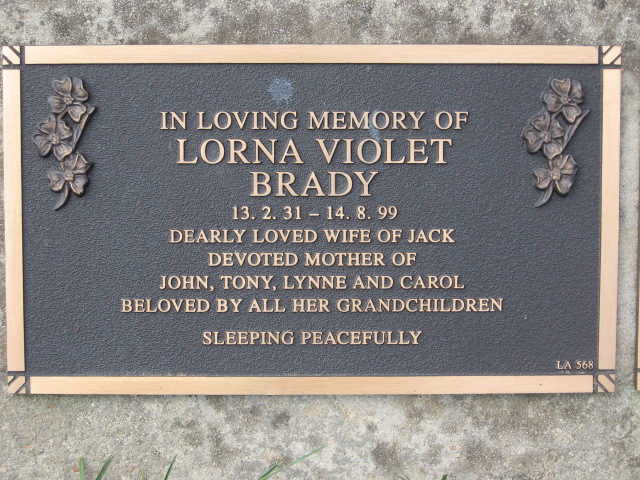 IN LOVING MEMORY OF
LORNA VIOLET
BRADY
13. 2. 31 – 14. 8. 99
DEARLY LOVED WIFE OF JACK
DEVOTED MOTHER OF
JOHN, TONY, LYNNE AND CAROL
BELOVED BY ALL HER GRANDCHILDREN
SLEEPING PEACEFULLY
LA 568